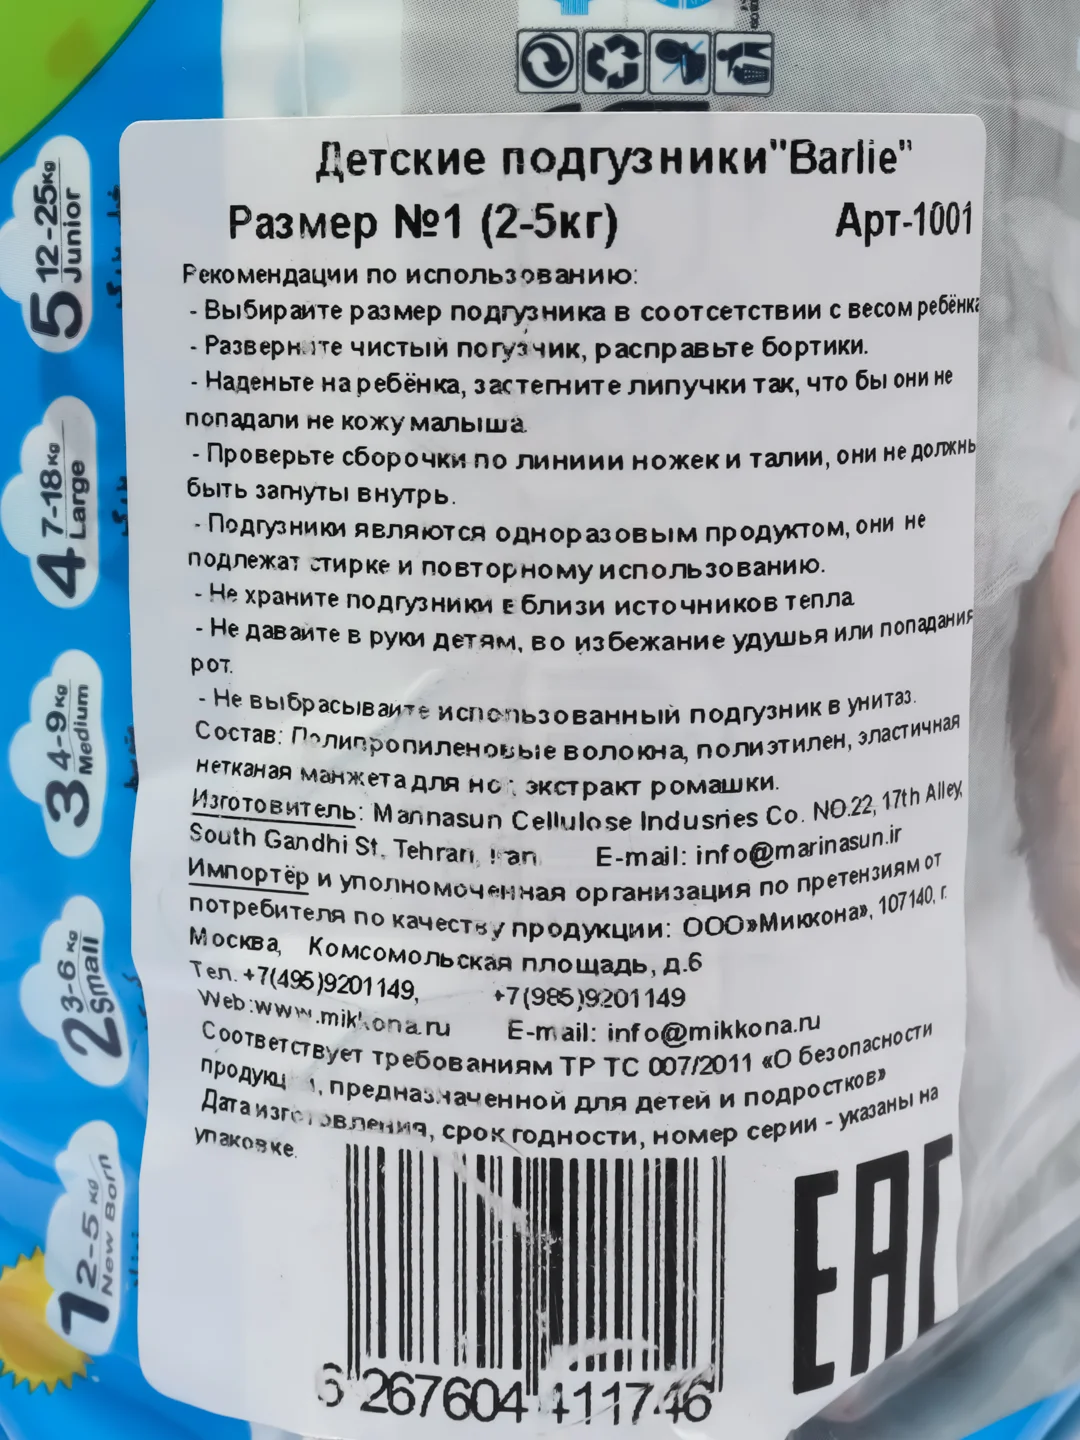 Детские подгузники"Barlie"
Размер №1 (2-5кг) Арт-1001
Рекомендации по использованию:
- Выбирайте размер подгузника в соотсетствии с весом ребёнка
- Разверните чистый погузчик, расправьте бортики.
- Наденьте на ребёнка, застегните липучки так, что бы они не
попадали не кожу малыша.
- Проверьте сборочки по линиии ножек и талии, они не должны
быть загнуты внутрь.
- Подгузники являются одноразовым продуктом, они не
подлежат стирке и повторному использованию.
- Не храните подгузники в близи источников тепла
- Не давайте в руки детям, во избежание удушья или попадания
рот.
- Не выбрасывайте использованный подгузник в унитаз.
Состав: Полипропиленовые волокна, полиэтилен, эластичная
нетканая манжета для ног, экстракт ромашки.
Изготовитель: Marinasun Cellulose Indusries Co. NO.22, 17th Alley,
South Gandhi St, Tehran, Iran E-mail: info@marinasun.ir
Импортёр и уполномоченная организация по претензиям от
потребителя по качеству продукции: ООО»Миккона», 107140, г.
Москва, Комсомольская площадь, д.6
Тел. +7(495)9201149, +7(985)9201149
Web:www.mikkona.ru E-mail: info@mikkona.ru
Соответствует требованиям ТР ТС 007/2011 «О безопасности
продукции, предназначенной для детей и подростков»
Дата изготовления, срок годности, номер серии - указаны на
упаковке.
6 267604 411746
EAC
5 12-25kg
Junior
4 7-18kg
Large
3 4-9kg
Medium
2 3-6kg
Small
1 2-5kg
New Born